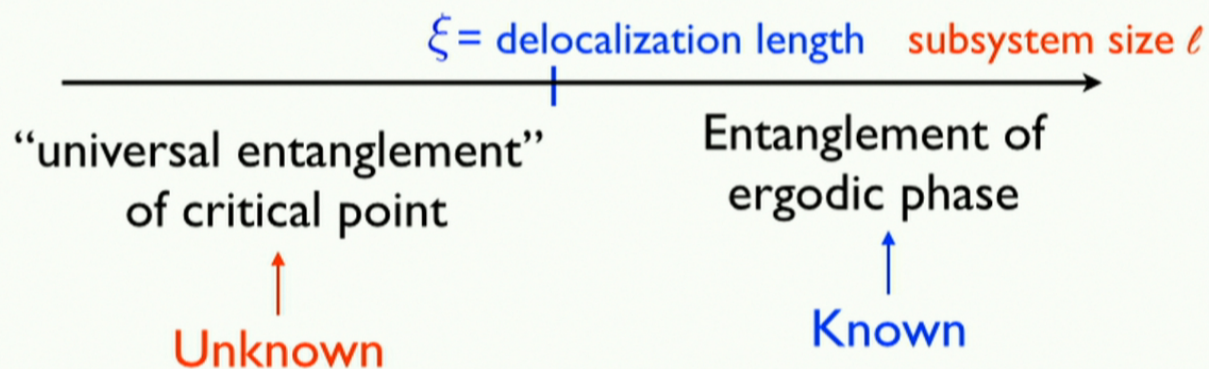 ξ = delocalization length subsystem size ℓ
“universal entanglement” Entanglement of
of critical point ergodic phase
Unknown Known